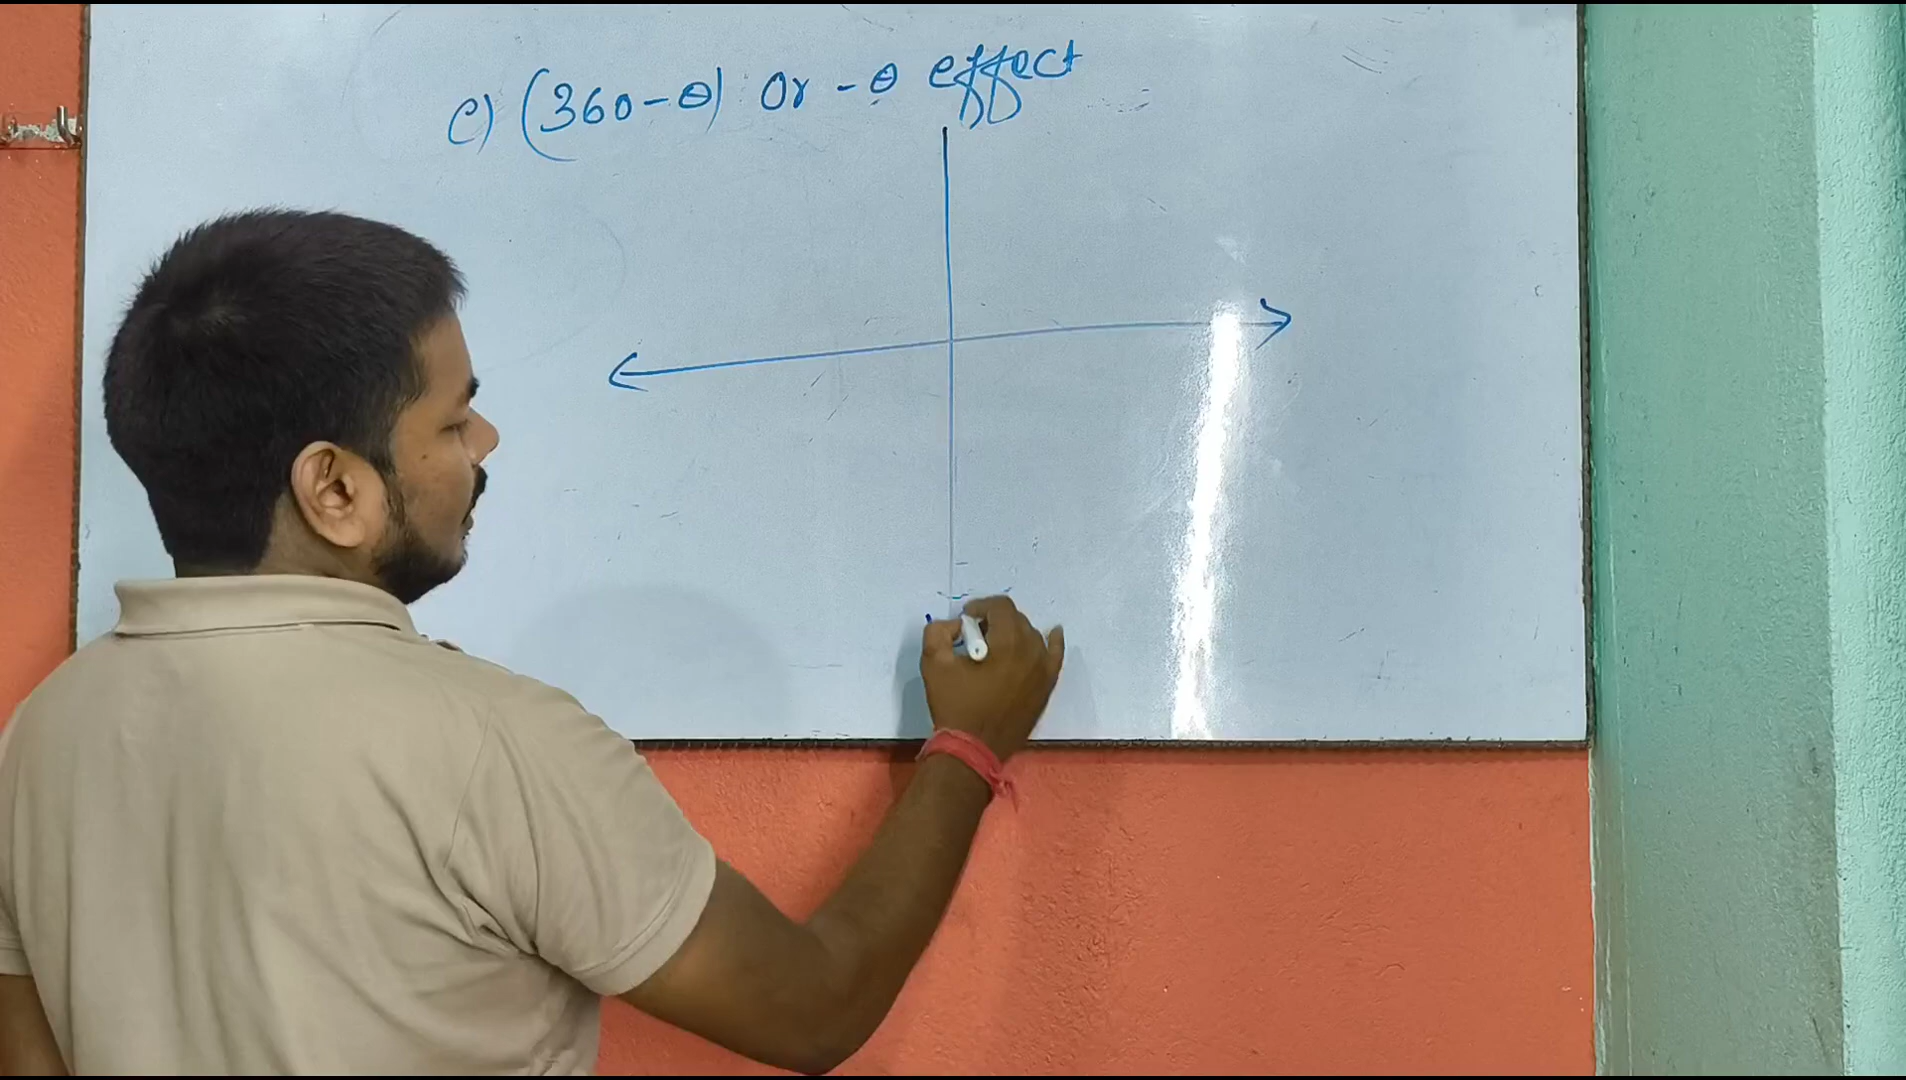 c) (360-θ) Or -θ effect